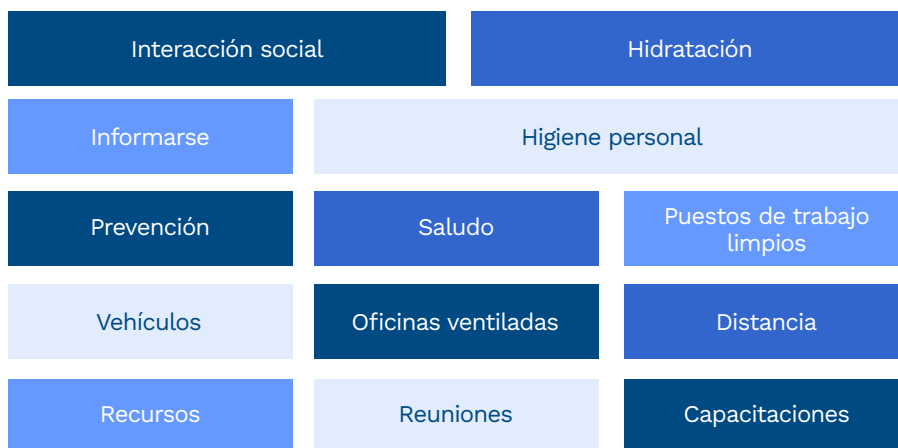 Interacción social
Hidratación
Informarse
Higiene personal
Prevención
Saludo
Puestos de trabajo
limpios
Vehículos
Oficinas ventiladas
Distancia
Recursos
Reuniones
Capacitaciones